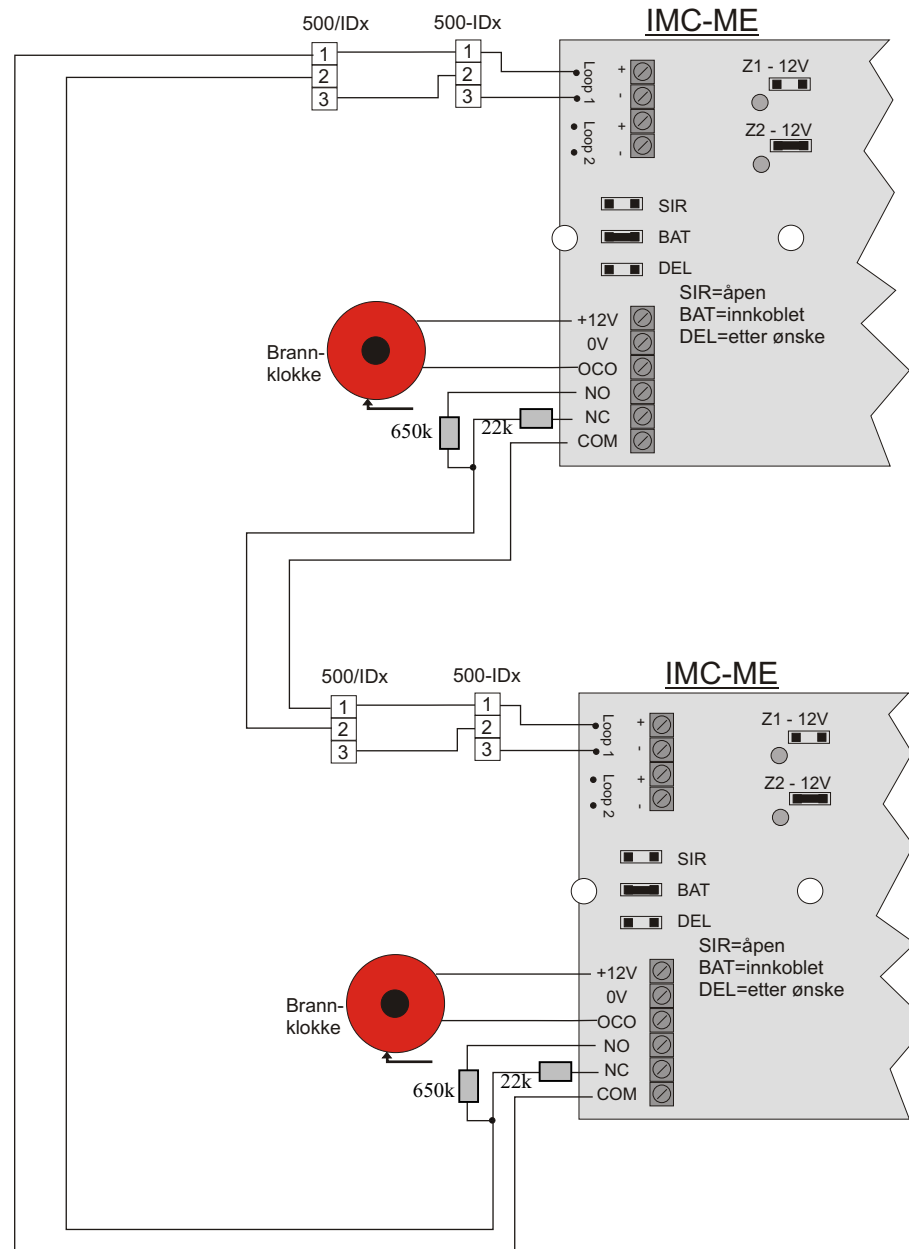 500/IDx 500-IDx IMC-ME
1 1
2 2
3 3
Loop 1 + -
Loop 2 + -
Z1 - 12V
Z2 - 12V
SIR
BAT
DEL
SIR=åpen
BAT=innkoblet
DEL=etter ønske
Brann-
klokke
+12V
0V
OCO
NO
NC
COM
650k 22k
500/IDx 500-IDx IMC-ME
1 1
2 2
3 3
Loop 1 + -
Loop 2 + -
Z1 - 12V
Z2 - 12V
SIR
BAT
DEL
SIR=åpen
BAT=innkoblet
DEL=etter ønske
Brann-
klokke
+12V
0V
OCO
NO
NC
COM
650k 22k